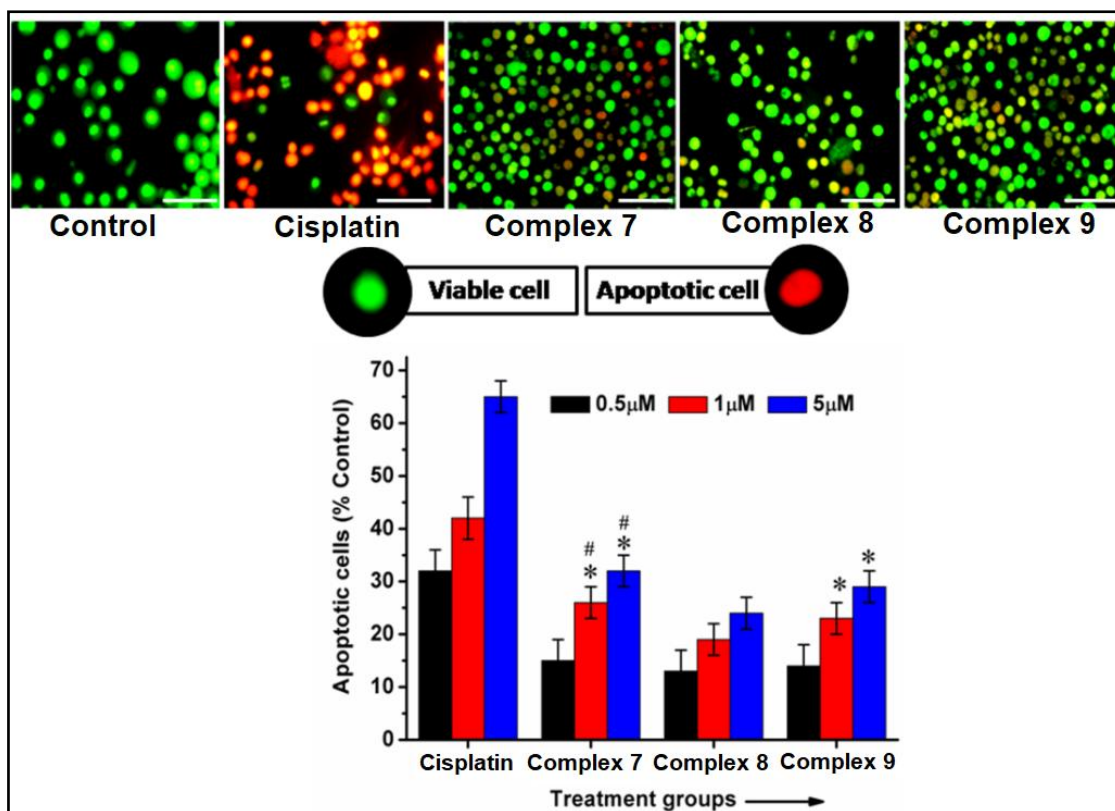 Control
Cisplatin
Complex 7
Complex 8
Complex 9
Viable cell
Apoptotic cell
Apoptotic cells (% Control)
70
60
50
40
30
20
10
0
0.5µM
1µM
5µM
#
*
#
*
*
*
Cisplatin
Complex 7
Complex 8
Complex 9
Treatment groups